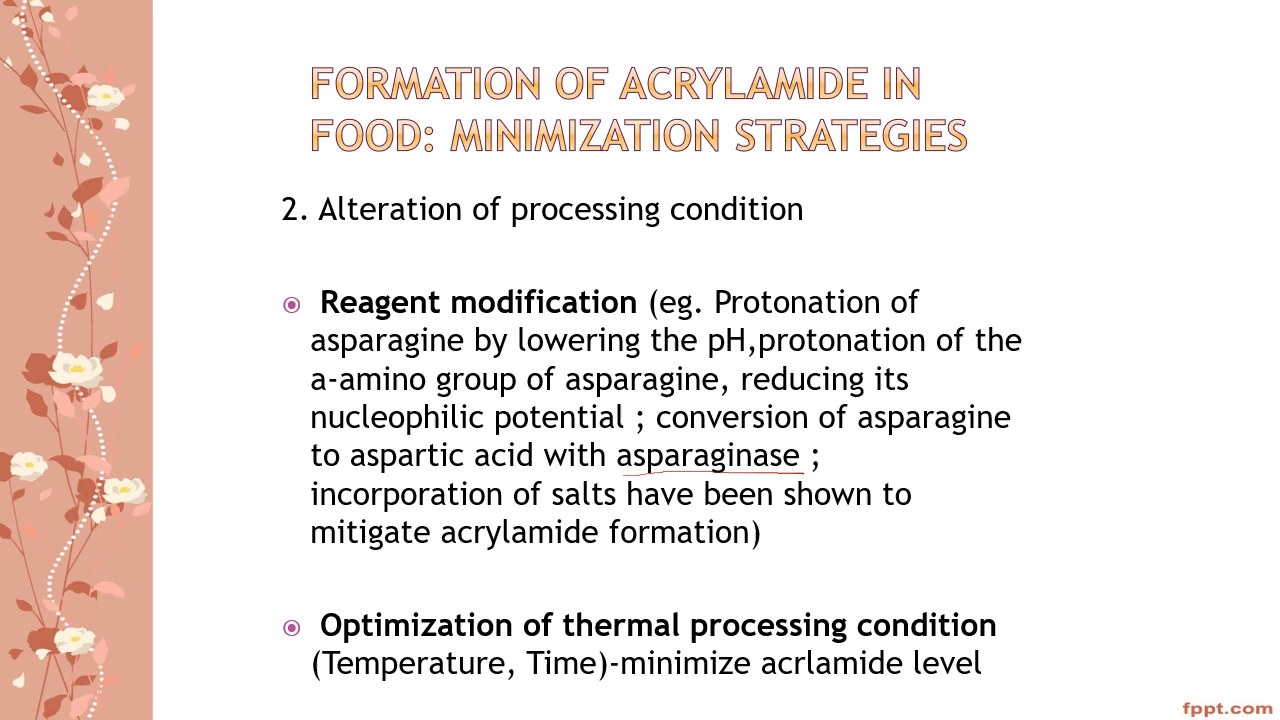 FORMATION OF ACRYLAMIDE IN
FOOD: MINIMIZATION STRATEGIES
2. Alteration of processing condition
Reagent modification (eg. Protonation of
asparagine by lowering the pH,protonation of the
a-amino group of asparagine, reducing its
nucleophilic potential ; conversion of asparagine
to aspartic acid with asparaginase ;
incorporation of salts have been shown to
mitigate acrylamide formation)
Optimization of thermal processing condition
(Temperature, Time)-minimize acrlamide level
fppt.com